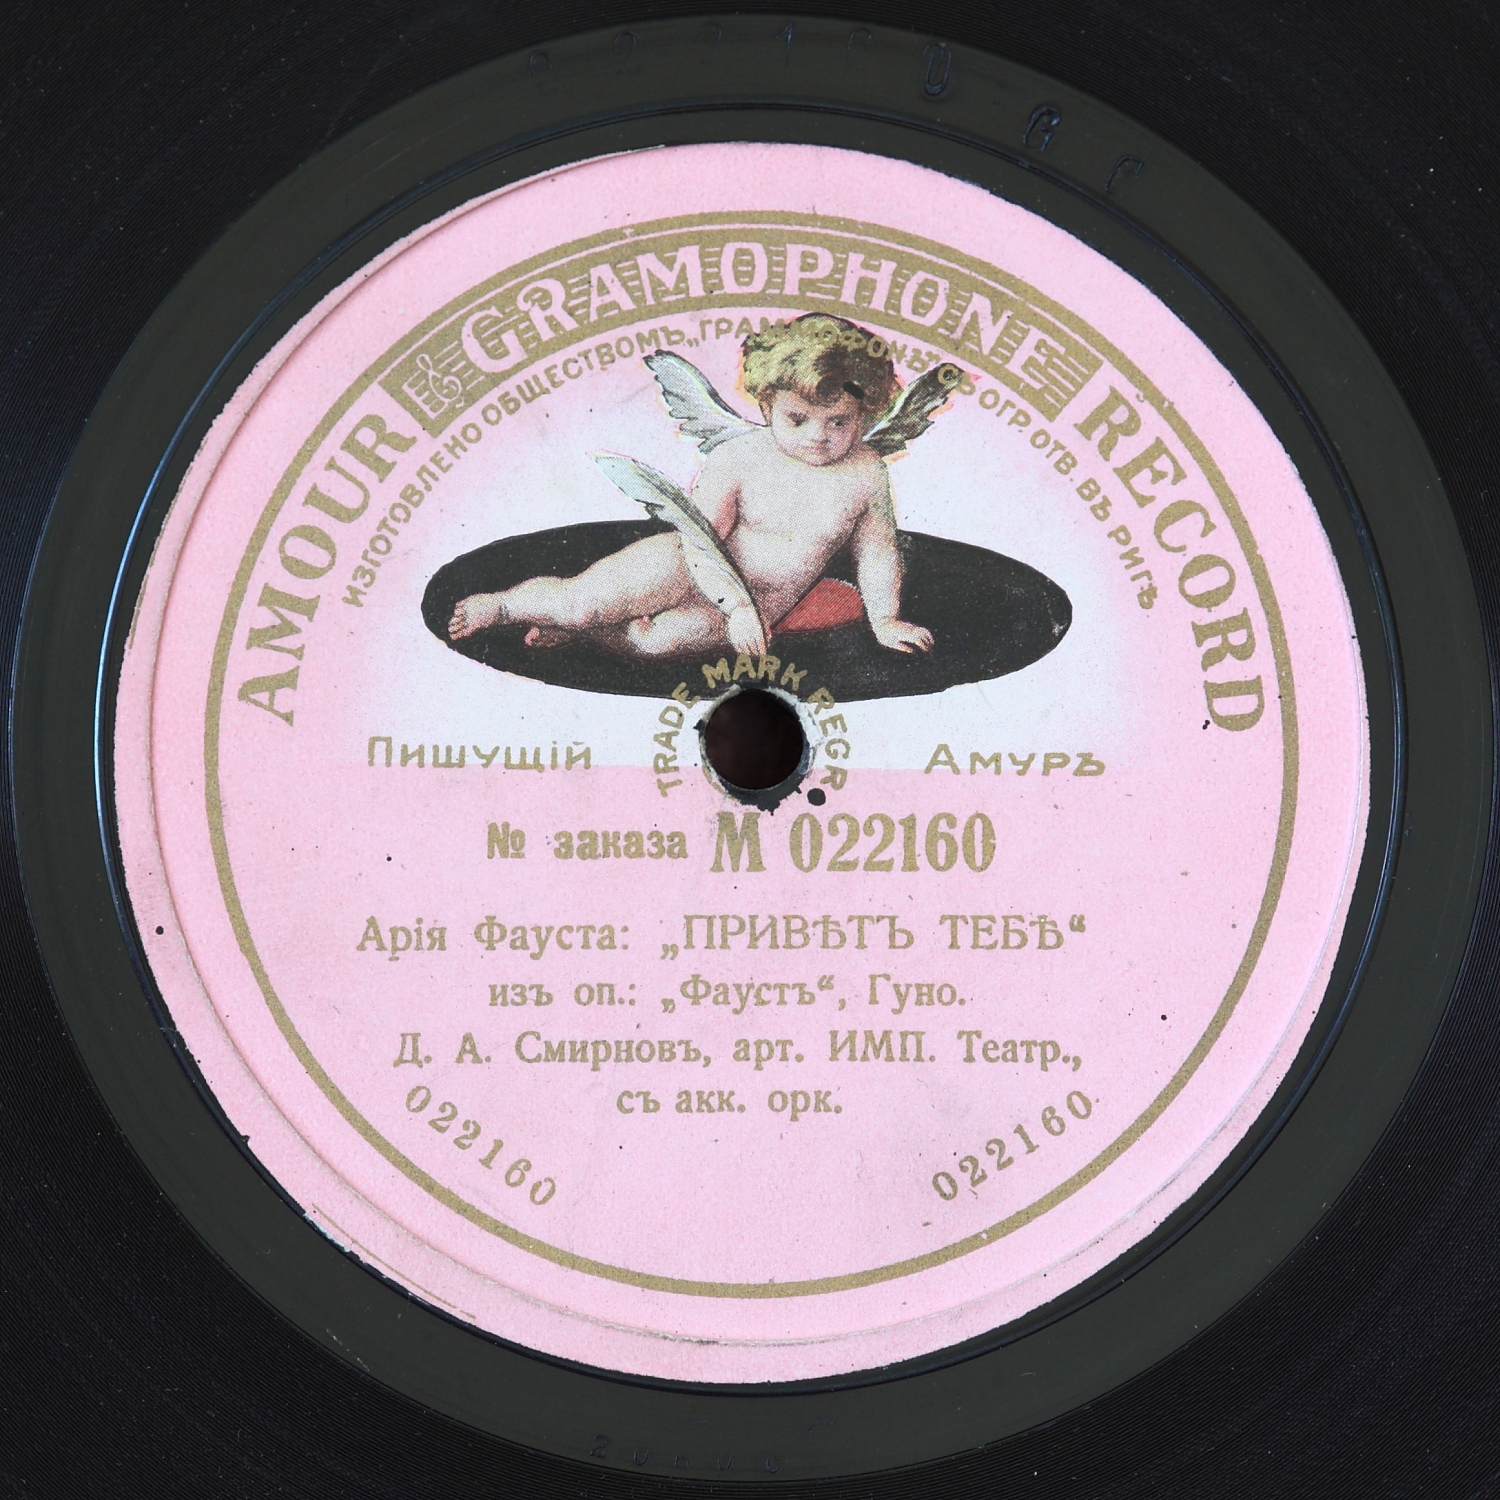 AMOUR GRAMOPHONE RECORD
ИЗГОТОВЛЕНО ОБЩЕСТВОМЪ „ГРАММОФОНЪ“ СЪ ОГР. ОТВ. ВЪ РИГѢ
TRADE MARK REGR
ПИШУЩІЙ АМУРЪ
№ заказа М 022160
Арія Фауста: „ПРИВѢТЪ ТЕБѢ“
изъ оп.: „Фаустъ“, Гуно.
Д. А. Смирновъ, арт. ИМП. Театр.,
съ акк. орк.
022160 022160